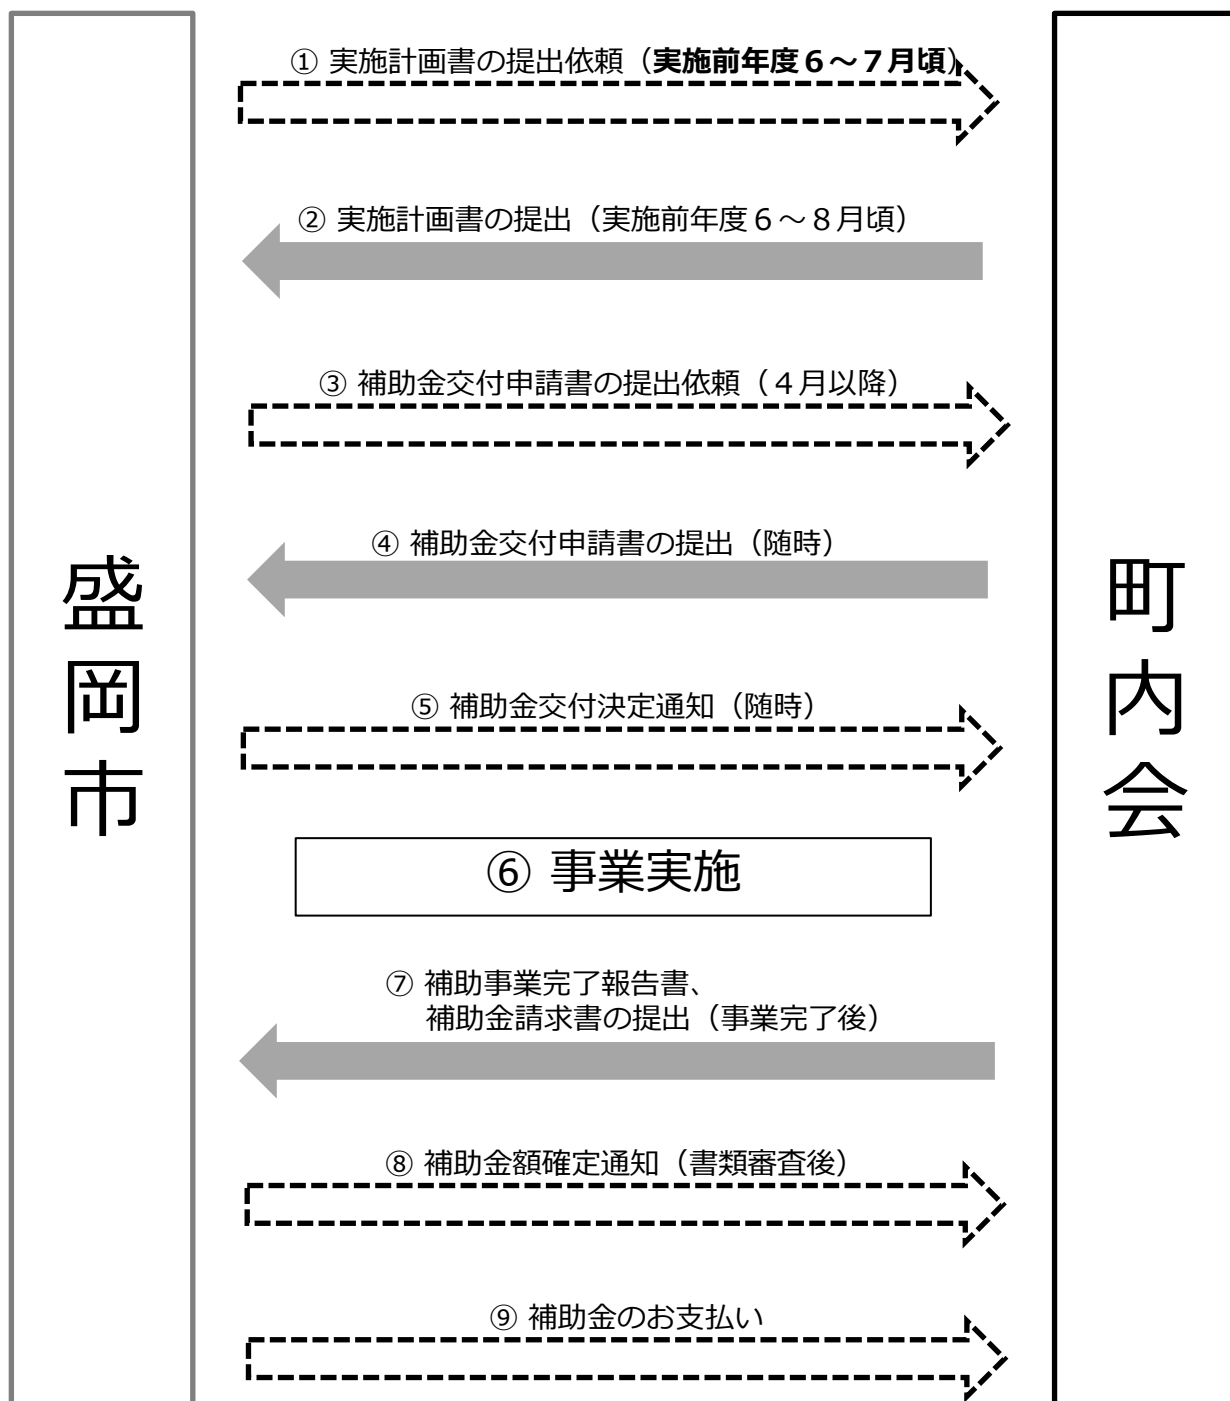 ① 実施計画書の提出依頼（実施前年度６～７月頃）
② 実施計画書の提出（実施前年度６～８月頃）
③ 補助金交付申請書の提出依頼（４月以降）
④ 補助金交付申請書の提出（随時）
盛岡市
町内会
⑤ 補助金交付決定通知（随時）
⑥ 事業実施
⑦ 補助事業完了報告書、
補助金請求書の提出（事業完了後）
⑧ 補助金額確定通知（書類審査後）
⑨ 補助金のお支払い